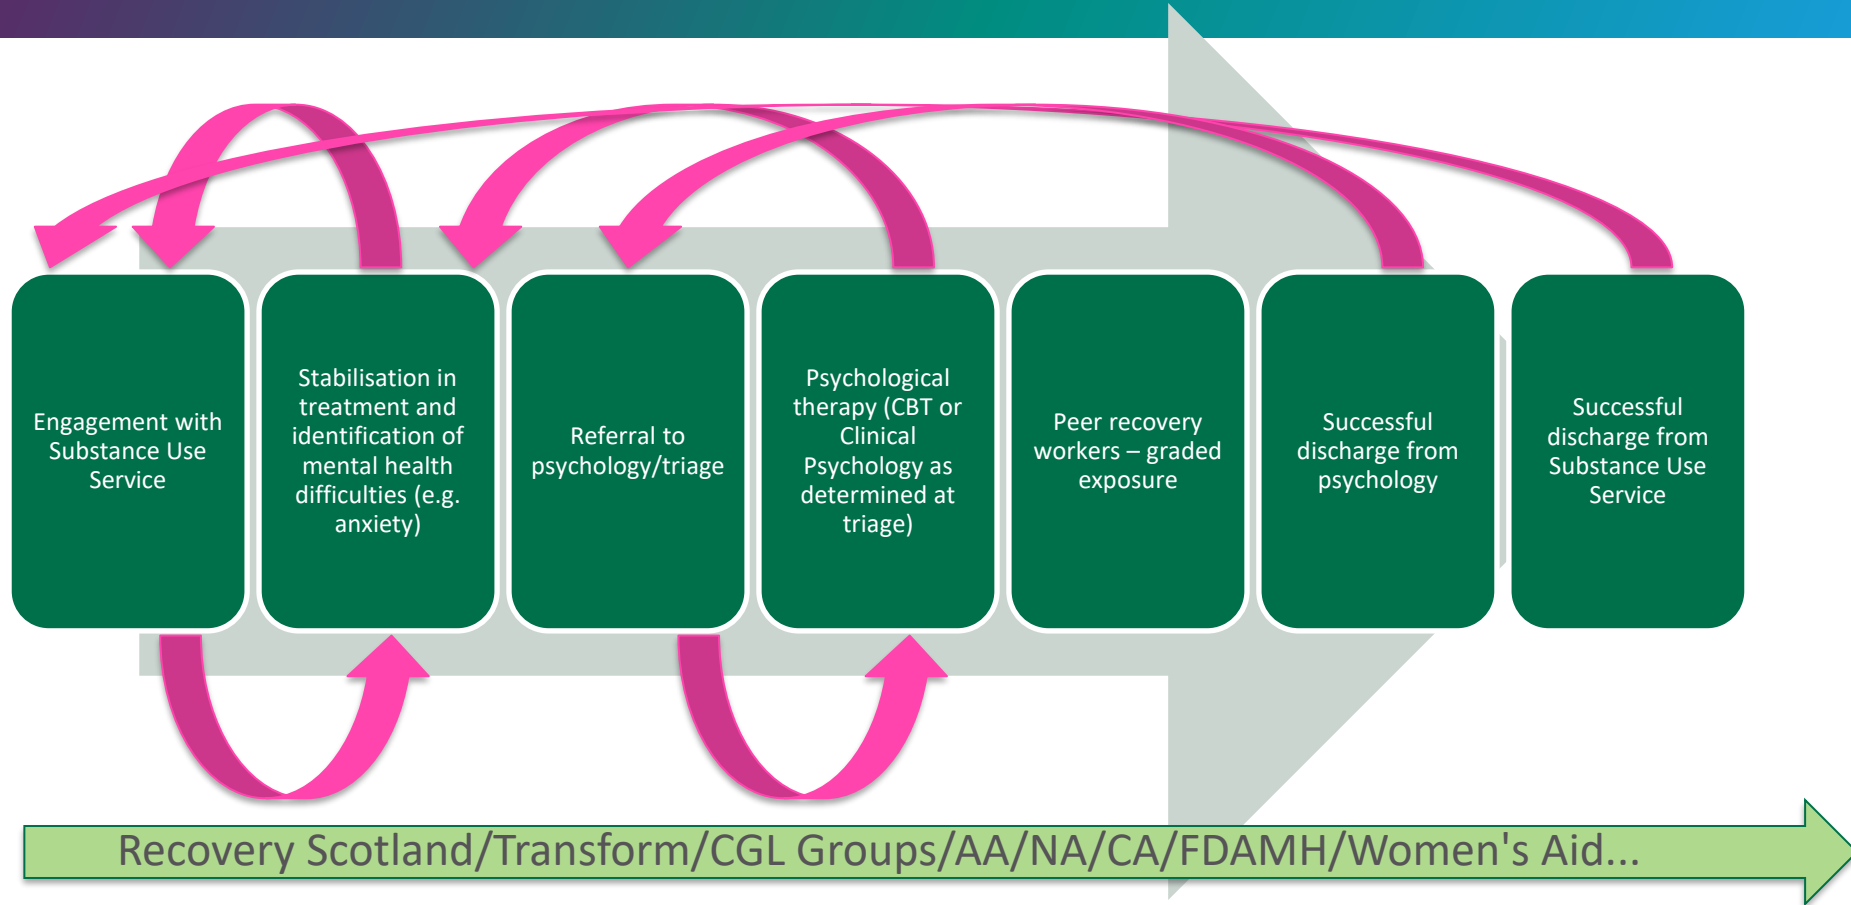 Engagement with
Substance Use
Service
Stabilisation in
treatment and
identification of
mental health
difficulties (e.g.
anxiety)
Referral to
psychology/triage
Psychological
therapy (CBT or
Clinical
Psychology as
determined at
triage)
Peer recovery
workers – graded
exposure
Successful
discharge from
psychology
Successful
discharge from
Substance Use
Service
Recovery Scotland/Transform/CGL Groups/AA/NA/CA/FDAMH/Women's Aid...